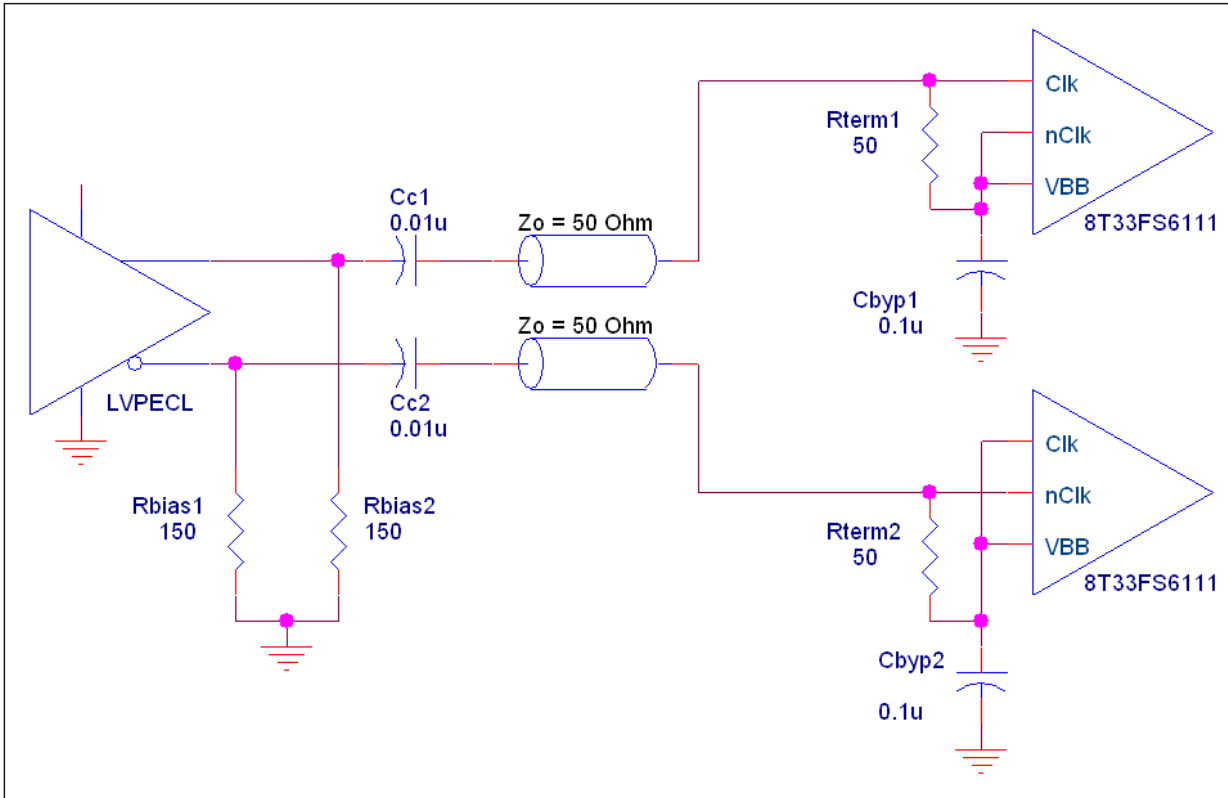 Clk
Rterm1
50
nClk
VBB
8T33FS6111
Cc1
0.01u
Zo = 50 Ohm
Cbyp1
0.1u
Zo = 50 Ohm
LVPECL
Cc2
0.01u
Clk
Rbias1
150
Rbias2
150
nClk
Rterm2
50
VBB
8T33FS6111
Cbyp2
0.1u